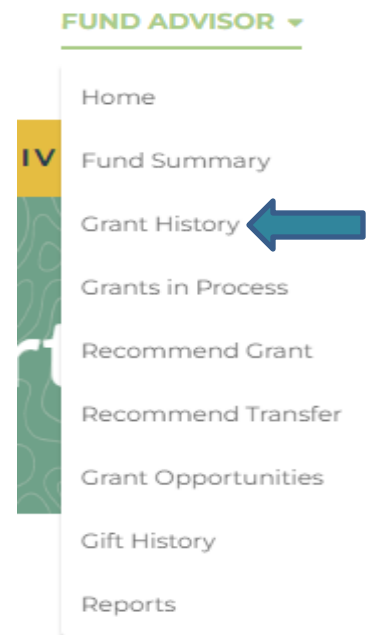 FUND ADVISOR
Home
IV
Fund Summary
Grant History
Grants in Process
rt
Recommend Grant
Recommend Transfer
Grant Opportunities
Gift History
Reports